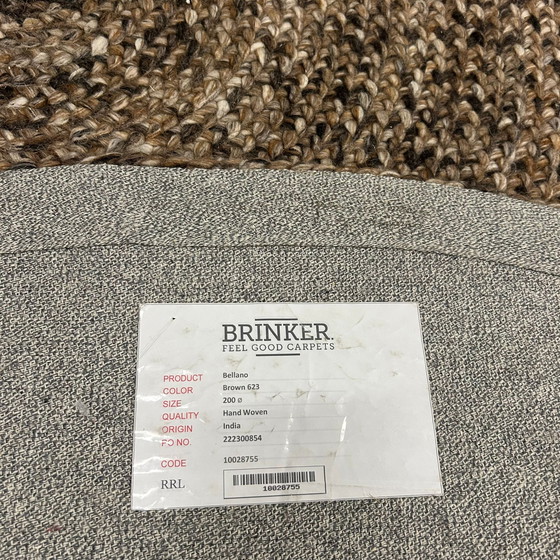 BRINKER.
FEEL GOOD CARPETS
PRODUCT Bellano
COLOR Brown 623
SIZE 200 ø
QUALITY Hand Woven
ORIGIN India
PO NO. 222300854
CODE 10028755
RRL
10028755